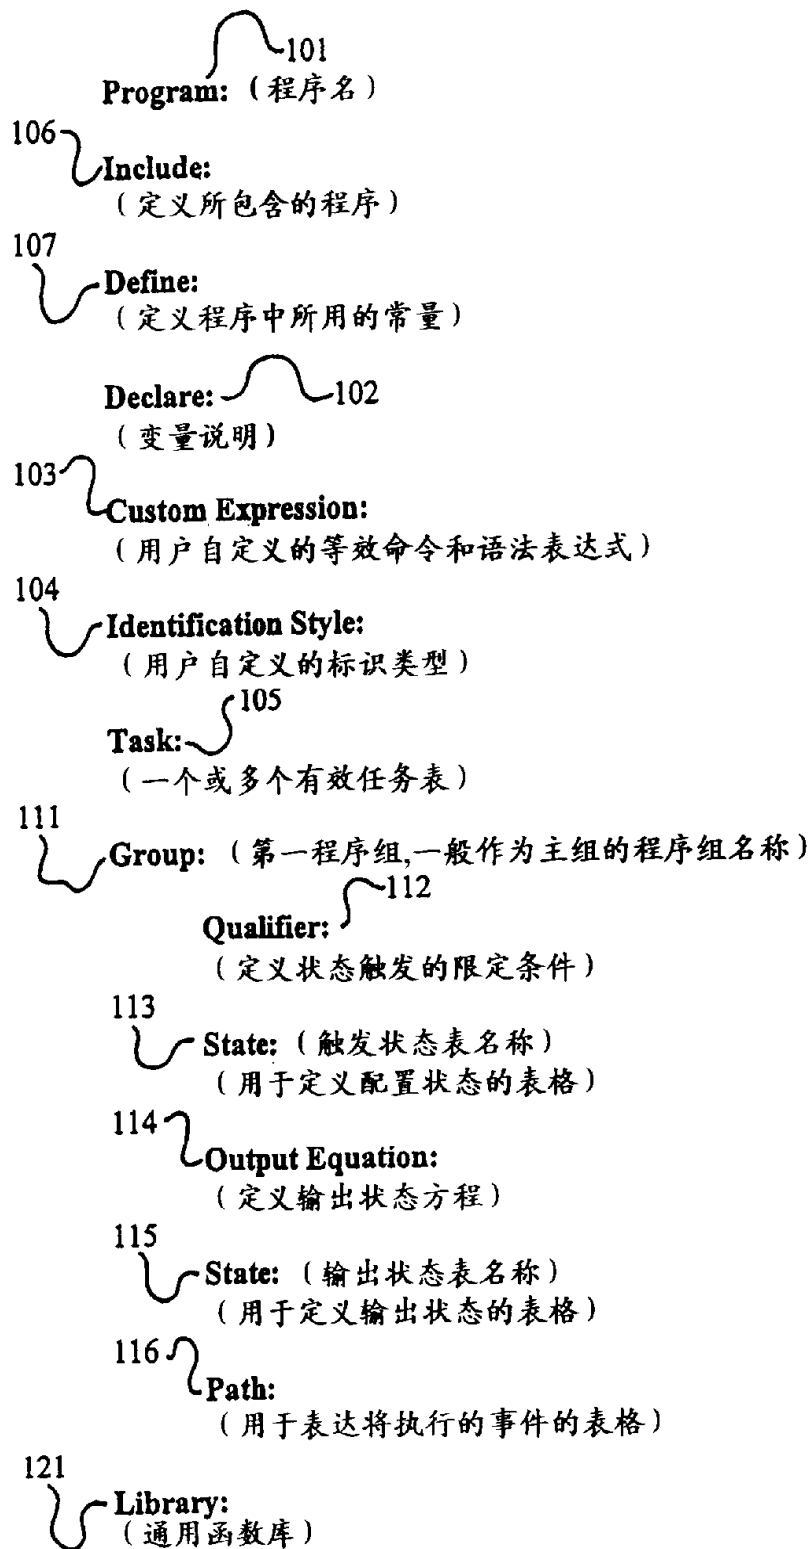 101
Program: (程序名)
106
Include:
(定义所包含的程序)
107
Define:
(定义程序中所用的常量)
Declare: 102
(变量说明)
103
Custom Expression:
(用户自定义的等效命令和语法表达式)
104
Identification Style:
(用户自定义的标识类型)
105
Task:
(一个或多个有效任务表)
111
Group: (第一程序组,一般作为主组的程序组名称)
112
Qualifier:
(定义状态触发的限定条件)
113
State: (触发状态表名称)
(用于定义配置状态的表格)
114
Output Equation:
(定义输出状态方程)
115
State: (输出状态表名称)
(用于定义输出状态的表格)
116
Path:
(用于表达将执行的事件的表格)
121
Library:
(通用函数库)